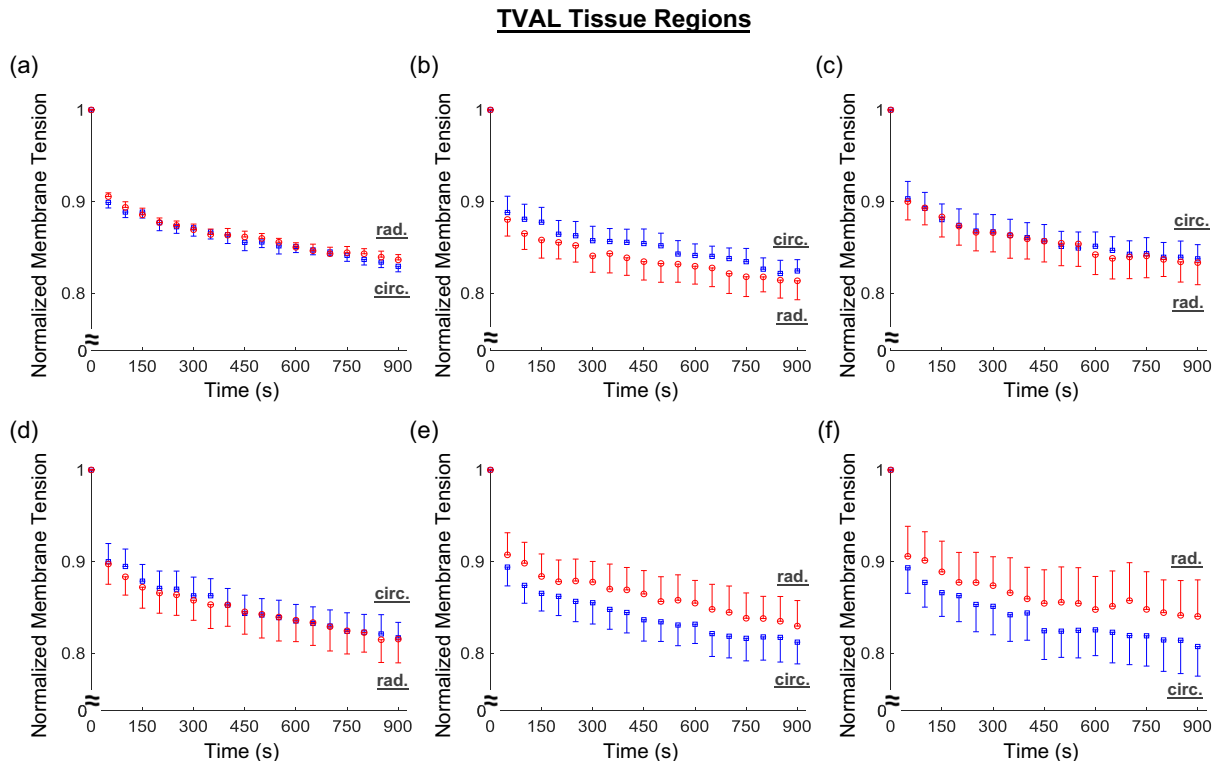 TVAL Tissue Regions
(a)
Normalized Membrane Tension
1
0.9
0.8
0
≈
rad.
circ.
0 150 300 450 600 750 900
Time (s)
(b)
Normalized Membrane Tension
1
0.9
0.8
0
≈
circ.
rad.
0 150 300 450 600 750 900
Time (s)
(c)
Normalized Membrane Tension
1
0.9
0.8
0
≈
circ.
rad.
0 150 300 450 600 750 900
Time (s)
(d)
Normalized Membrane Tension
1
0.9
0.8
0
≈
circ.
rad.
0 150 300 450 600 750 900
Time (s)
(e)
Normalized Membrane Tension
1
0.9
0.8
0
≈
rad.
circ.
0 150 300 450 600 750 900
Time (s)
(f)
Normalized Membrane Tension
1
0.9
0.8
0
≈
rad.
circ.
0 150 300 450 600 750 900
Time (s)